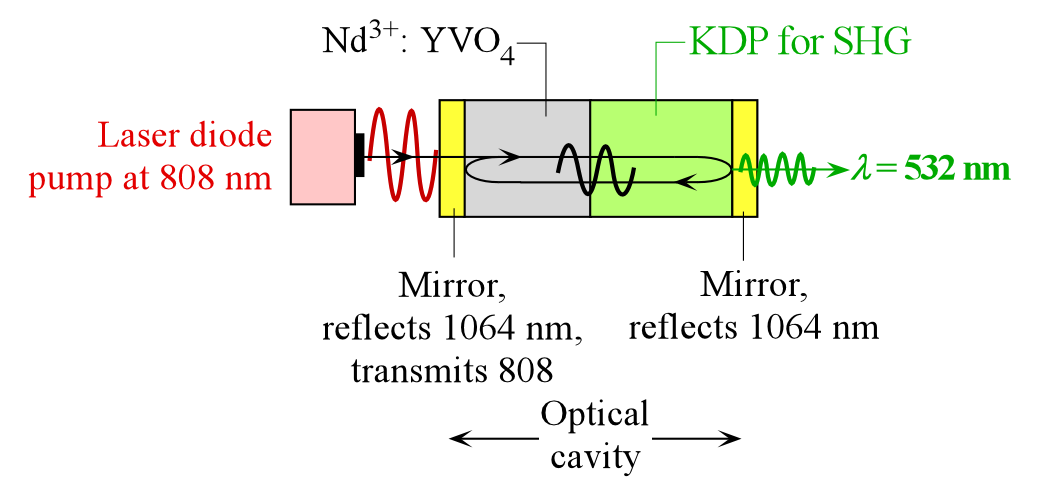 Nd³⁺: YVO₄
KDP for SHG
Laser diode
pump at 808 nm
λ = 532 nm
Mirror,
reflects 1064 nm,
transmits 808
Mirror,
reflects 1064 nm
Optical
cavity